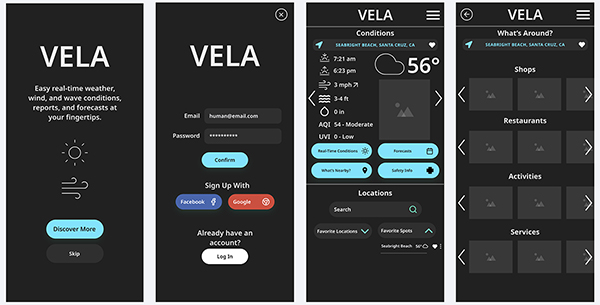 VELA
Easy real-time weather,
wind, and wave conditions,
reports, and forecasts at
your fingertips.
Discover More
Skip
VELA
Email
human@email.com
Password
**********
Confirm
Sign Up With
Facebook
Google
Already have an
account?
Log In
VELA
Conditions
SEABRIGHT BEACH, SANTA CRUZ, CA
7:21 am
6:23 pm
56°
3 mph
3-4 ft
0 in
AQI 54 - Moderate
UVI 0 - Low
Real-Time Conditions
Forecasts
What's Nearby?
Safety Info
Locations
Search
Favorite Locations
Favorite Spots
Seabright Beach 56°
VELA
What's Around?
SEABRIGHT BEACH, SANTA CRUZ, CA
Shops
Restaurants
Activities
Services